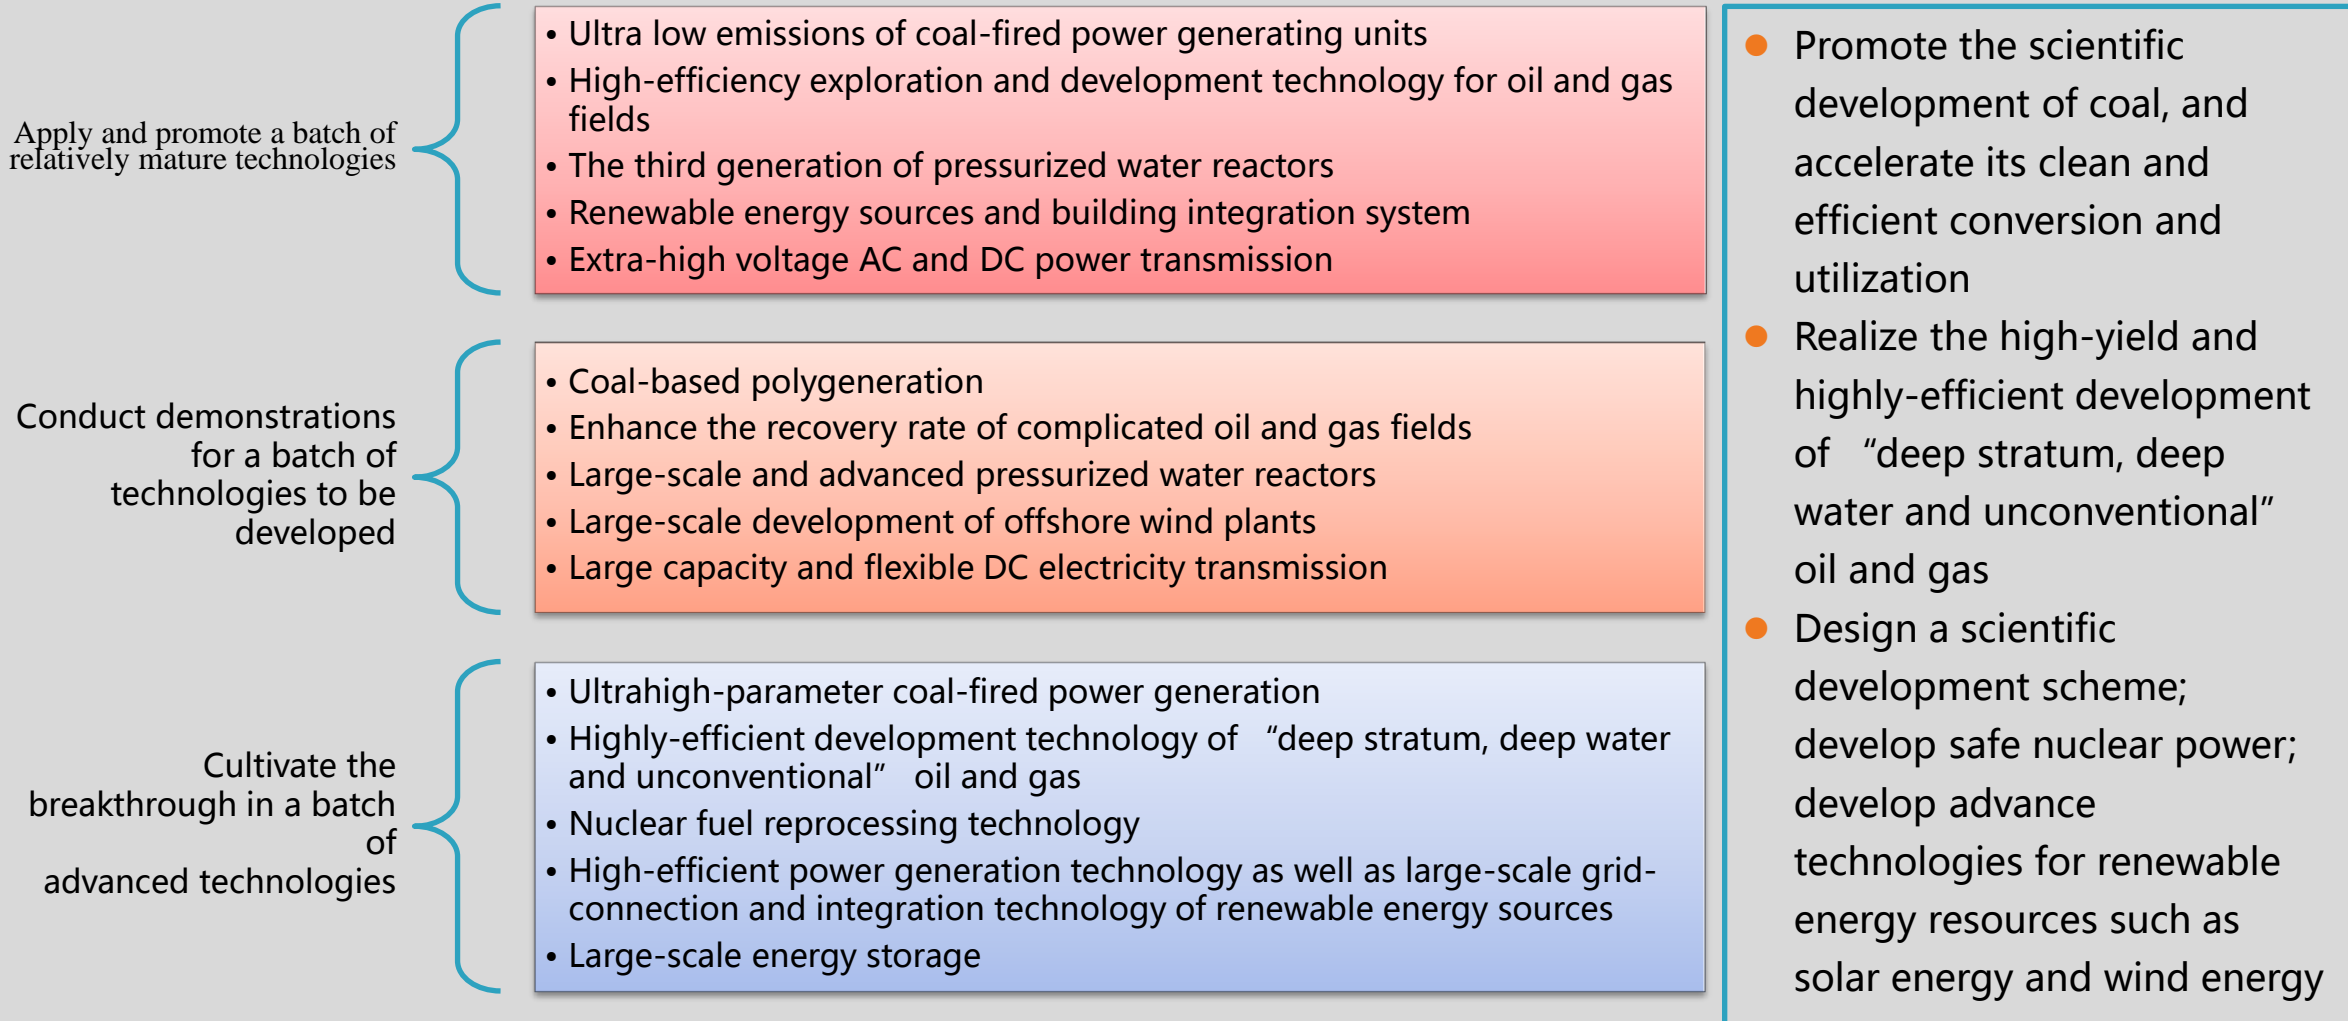 Apply and promote a batch of
relatively mature technologies
• Ultra low emissions of coal-fired power generating units
• High-efficiency exploration and development technology for oil and gas
fields
• The third generation of pressurized water reactors
• Renewable energy sources and building integration system
• Extra-high voltage AC and DC power transmission
Conduct demonstrations
for a batch of
technologies to be
developed
• Coal-based polygeneration
• Enhance the recovery rate of complicated oil and gas fields
• Large-scale and advanced pressurized water reactors
• Large-scale development of offshore wind plants
• Large capacity and flexible DC electricity transmission
Cultivate the
breakthrough in a batch
of
advanced technologies
• Ultrahigh-parameter coal-fired power generation
• Highly-efficient development technology of “deep stratum, deep water
and unconventional” oil and gas
• Nuclear fuel reprocessing technology
• High-efficient power generation technology as well as large-scale grid-
connection and integration technology of renewable energy sources
• Large-scale energy storage
● Promote the scientific
development of coal, and
accelerate its clean and
efficient conversion and
utilization
● Realize the high-yield and
highly-efficient development
of “deep stratum, deep
water and unconventional”
oil and gas
● Design a scientific
development scheme;
develop safe nuclear power;
develop advance
technologies for renewable
energy resources such as
solar energy and wind energy